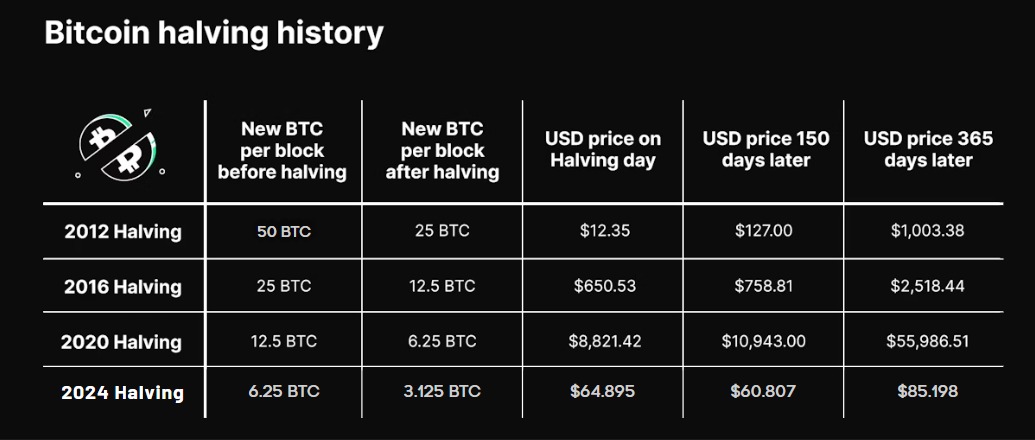 Bitcoin halving history
New BTC
per block
before halving
New BTC
per block
after halving
USD price on
Halving day
USD price 150
days later
USD price 365
days later
2012 Halving
50 BTC
25 BTC
$12.35
$127.00
$1,003.38
2016 Halving
25 BTC
12.5 BTC
$650.53
$758.81
$2,518.44
2020 Halving
12.5 BTC
6.25 BTC
$8,821.42
$10,943.00
$55,986.51
2024 Halving
6.25 BTC
3.125 BTC
$64.895
$60.807
$85.198